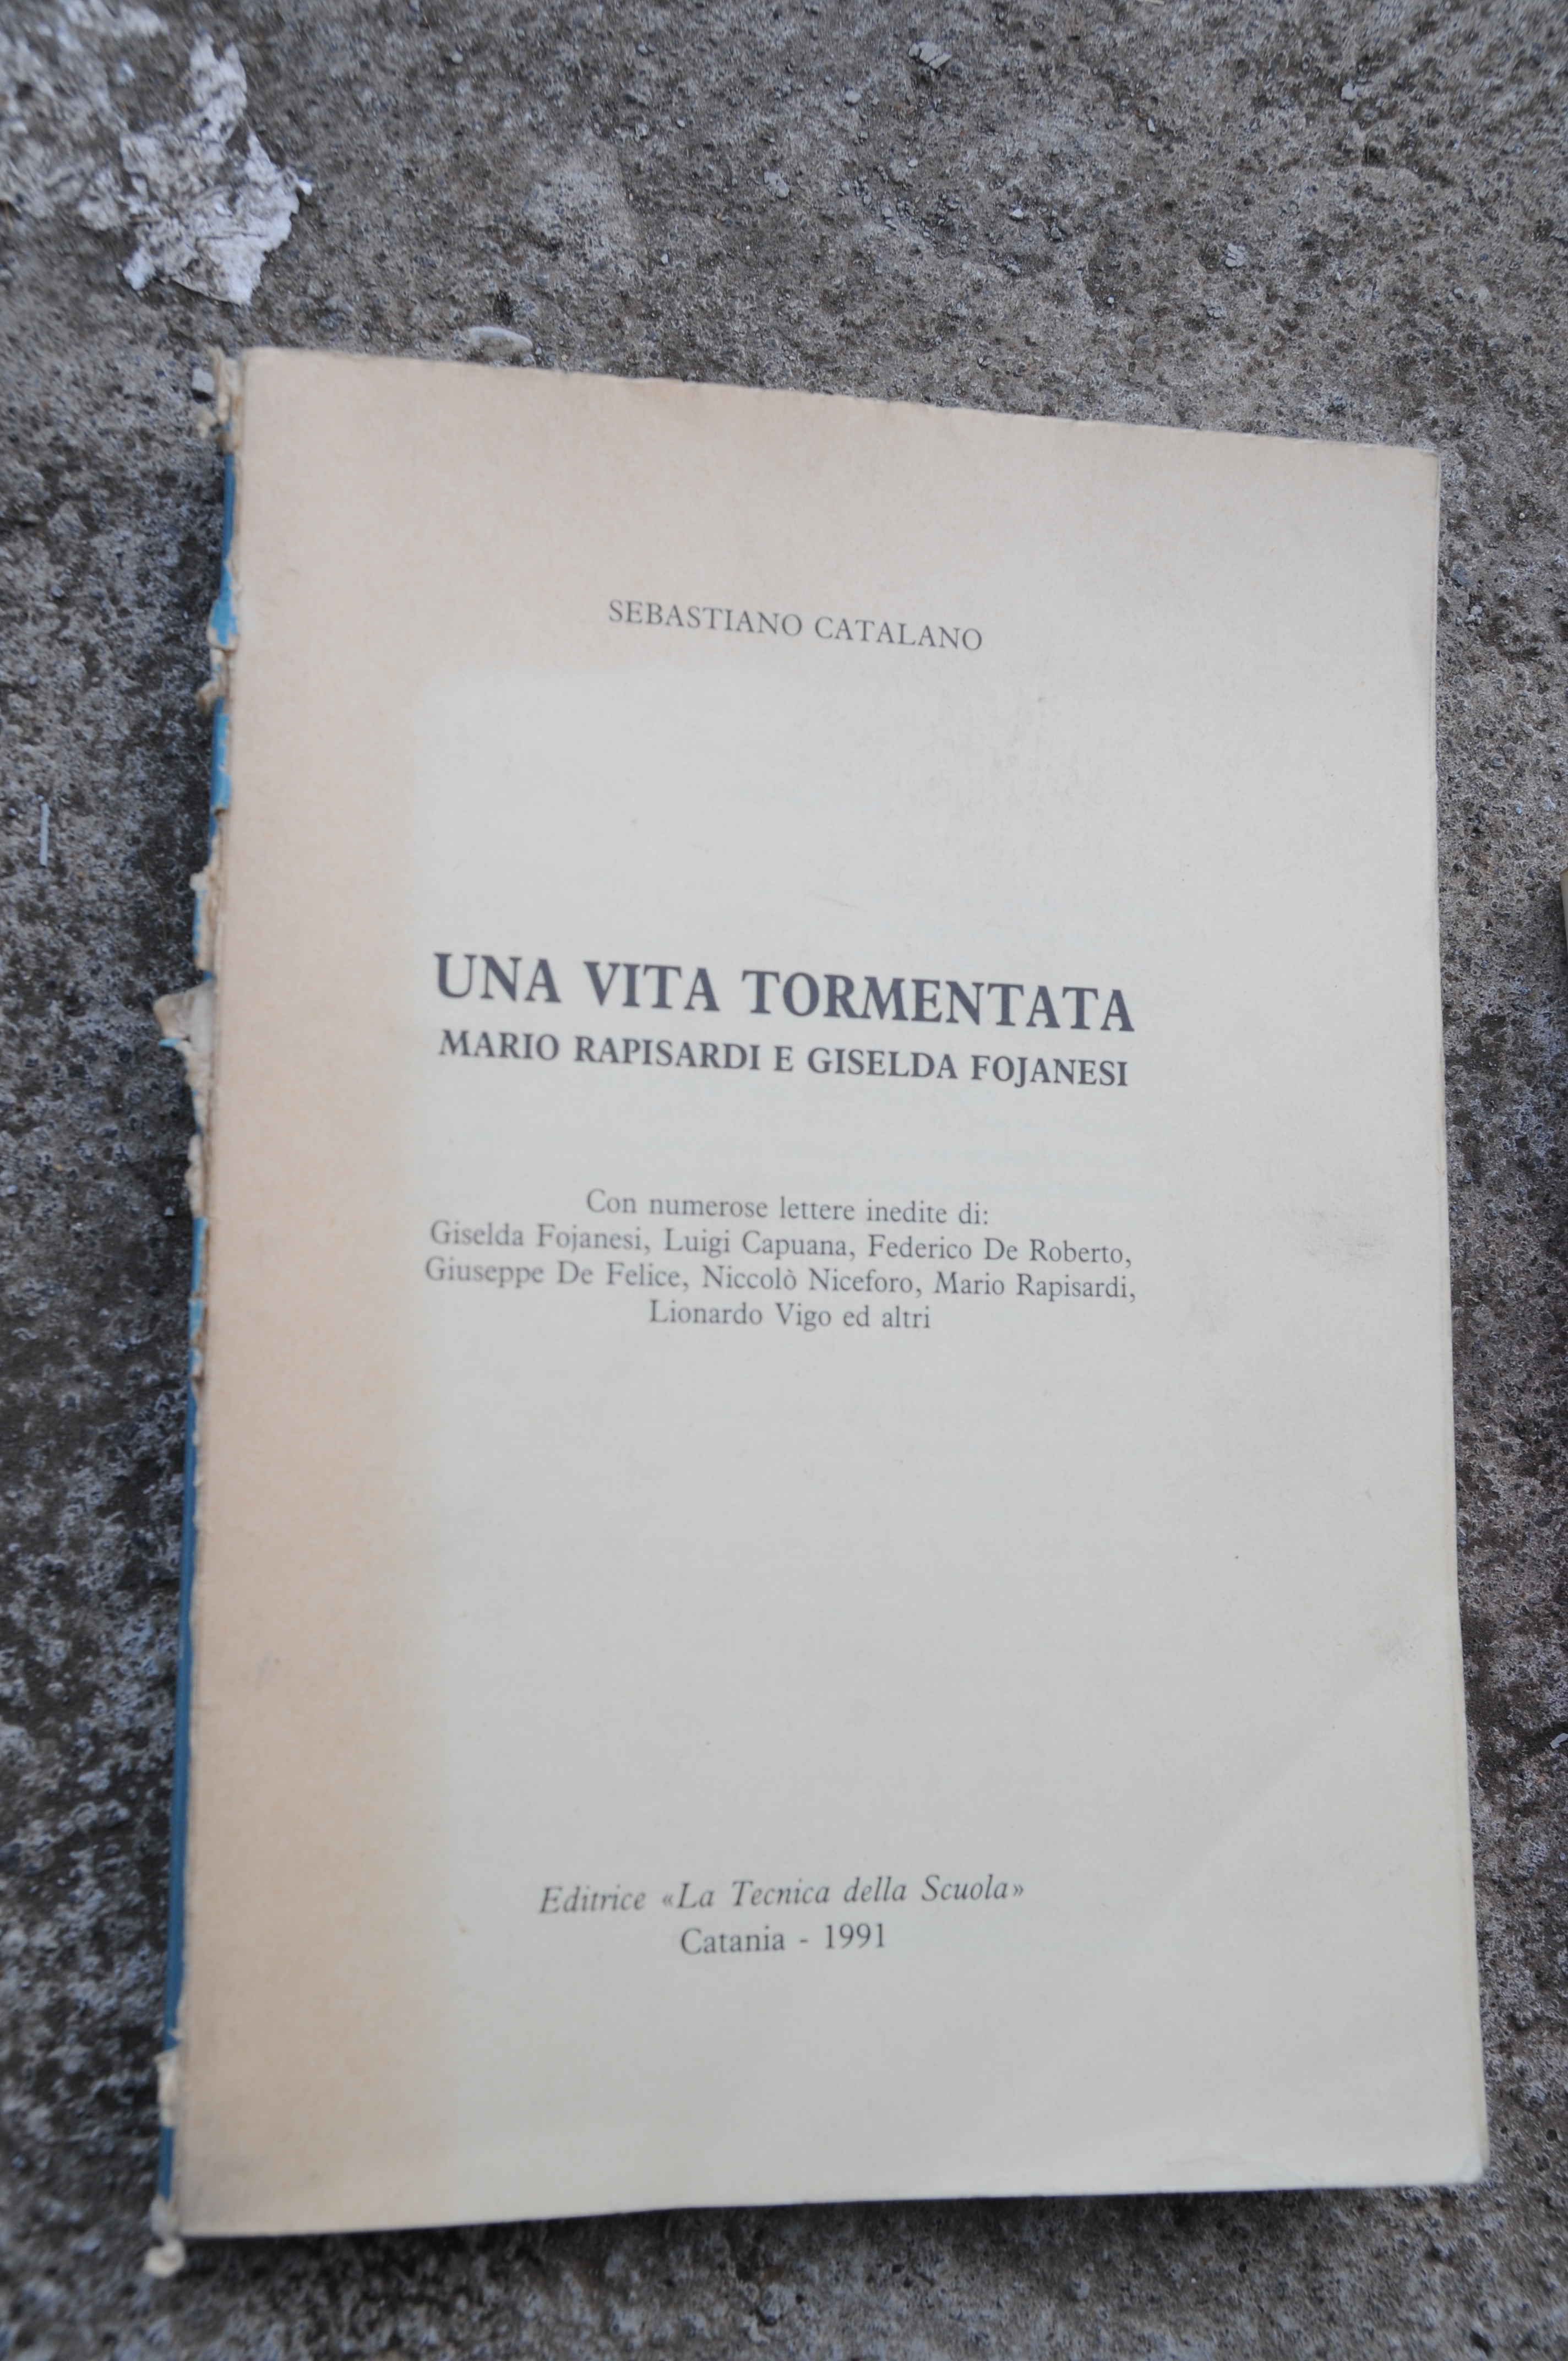 SEBASTIANO CATALANO
UNA VITA TORMENTATA
MARIO RAPISARDI E GISELDA FOJANESI
Con numerose lettere inedite di:
Giselda Fojanesi, Luigi Capuana, Federico De Roberto,
Giuseppe De Felice, Niccolò Niceforo, Mario Rapisardi,
Lionardo Vigo ed altri
Editrice «La Tecnica della Scuola»
Catania - 1991